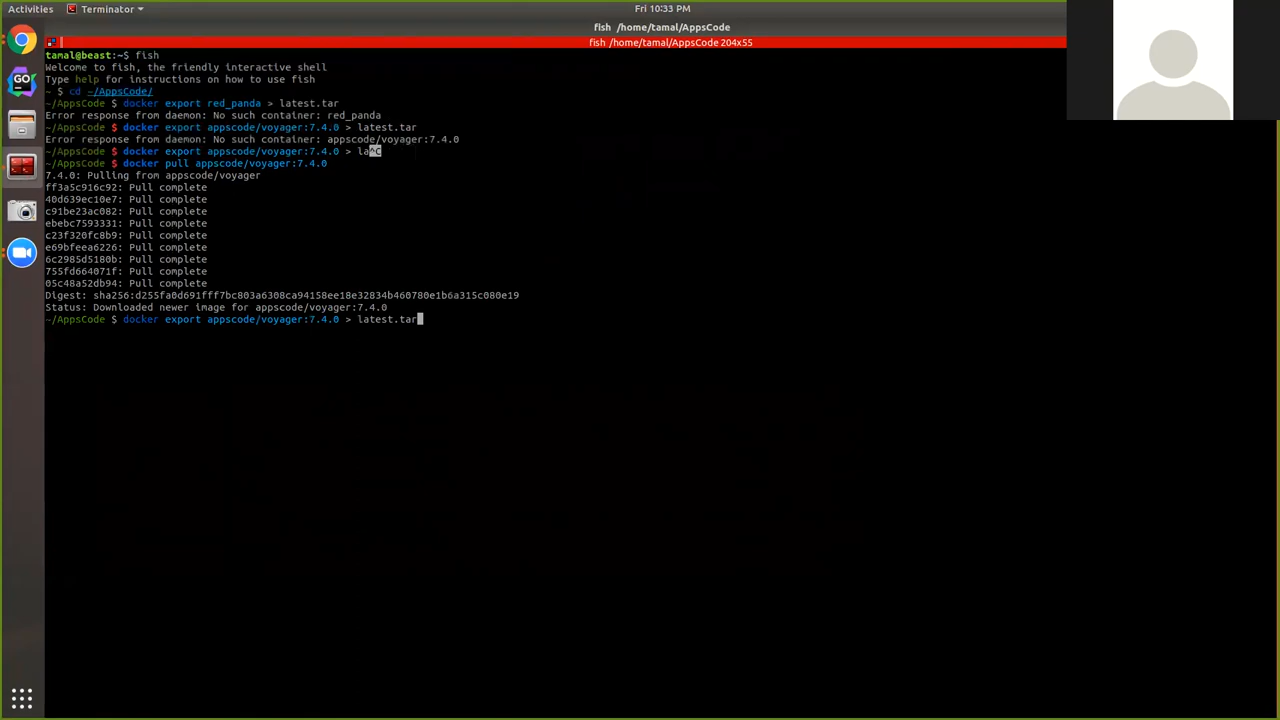 Activities
Terminator
Fri 10:33 PM
fish /home/tamal/AppsCode
fish /home/tamal/AppsCode 204x55
tamal@beast:~$ fish
Welcome to fish, the friendly interactive shell
Type help for instructions on how to use fish
~ $ cd ~/AppsCode/
~/AppsCode $ docker export red_panda > latest.tar
Error response from daemon: No such container: red_panda
~/AppsCode $ docker export appscode/voyager:7.4.0 > latest.tar
Error response from daemon: No such container: appscode/voyager:7.4.0
~/AppsCode $ docker export appscode/voyager:7.4.0 > la^C
~/AppsCode $ docker pull appscode/voyager:7.4.0
7.4.0: Pulling from appscode/voyager
ff3a5c916c92: Pull complete
40d639ec10e7: Pull complete
c91be23ac082: Pull complete
ebebc7593331: Pull complete
c23f320fc8b9: Pull complete
e69bfeea6226: Pull complete
6c2985d5180b: Pull complete
755fd664071f: Pull complete
05c48a52db94: Pull complete
Digest: sha256:d255fa0d691fff7bc803a6308ca94158ee18e32834b460780e1b6a315c080e19
Status: Downloaded newer image for appscode/voyager:7.4.0
~/AppsCode $ docker export appscode/voyager:7.4.0 > latest.tar
GO